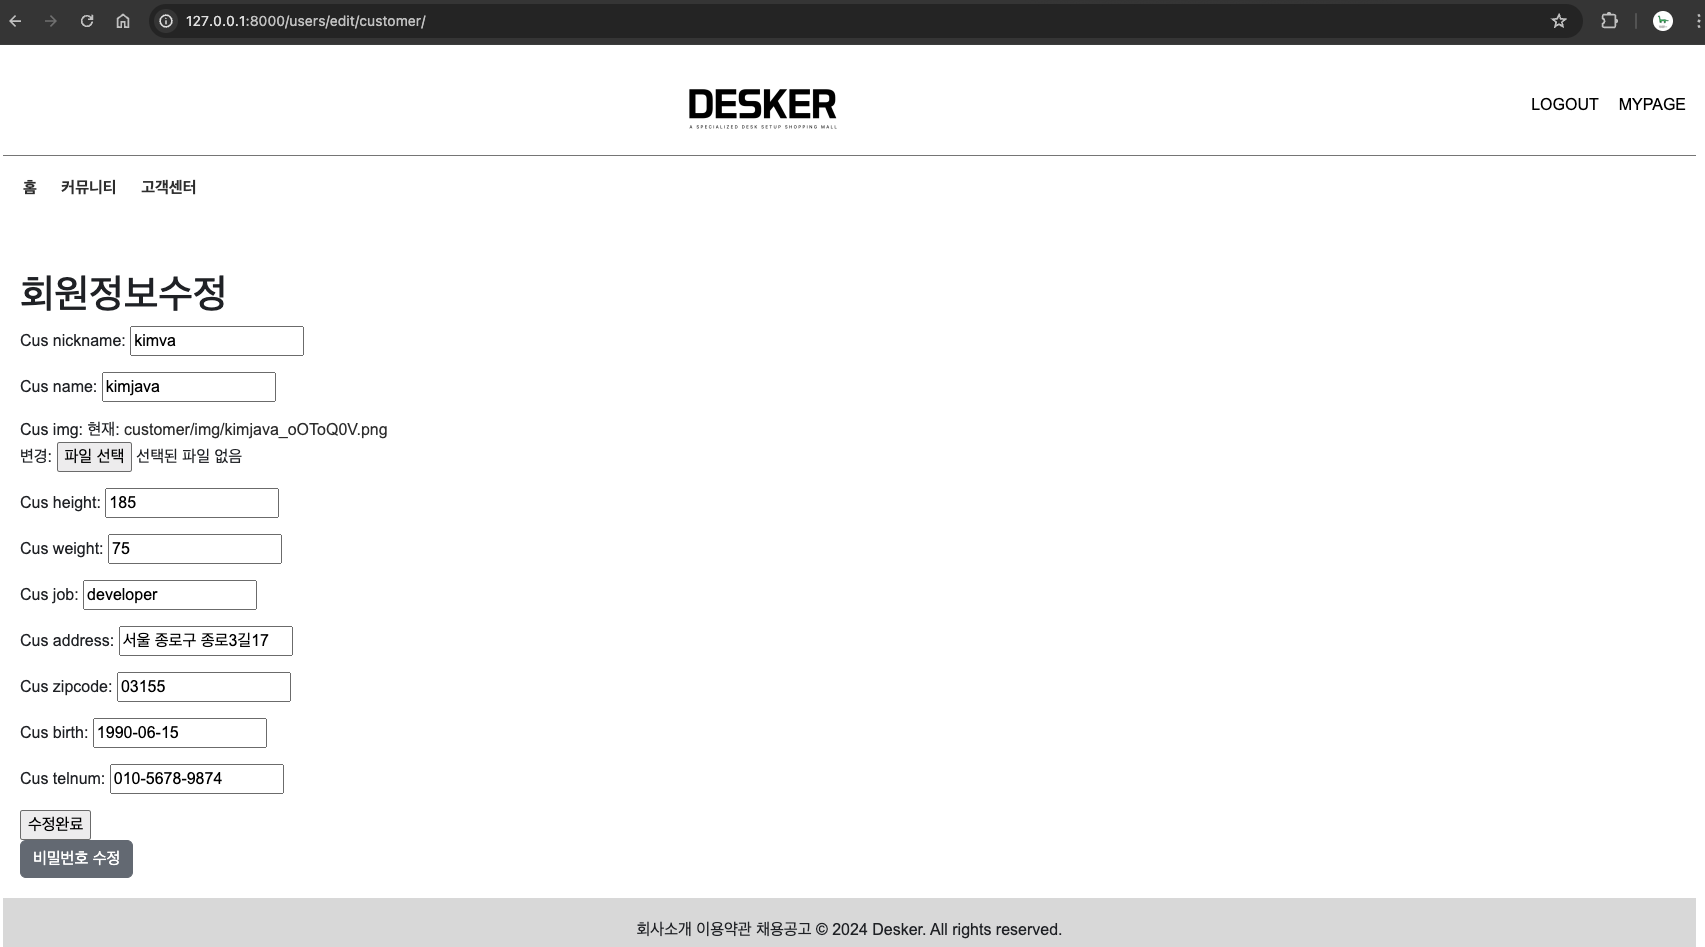 127.0.0.1:8000/users/edit/customer/
DESKER
A SPECIALIZED DESK SETUP SHOPPING MALL
LOGOUT MYPAGE
홈 커뮤니티 고객센터
회원정보수정
Cus nickname: kimva
Cus name: kimjava
Cus img: 현재: customer/img/kimjava_oOToQ0V.png
변경: 파일 선택 선택된 파일 없음
Cus height: 185
Cus weight: 75
Cus job: developer
Cus address: 서울 종로구 종로3길17
Cus zipcode: 03155
Cus birth: 1990-06-15
Cus telnum: 010-5678-9874
수정완료
비밀번호 수정
회사소개 이용약관 채용공고 © 2024 Desker. All rights reserved.